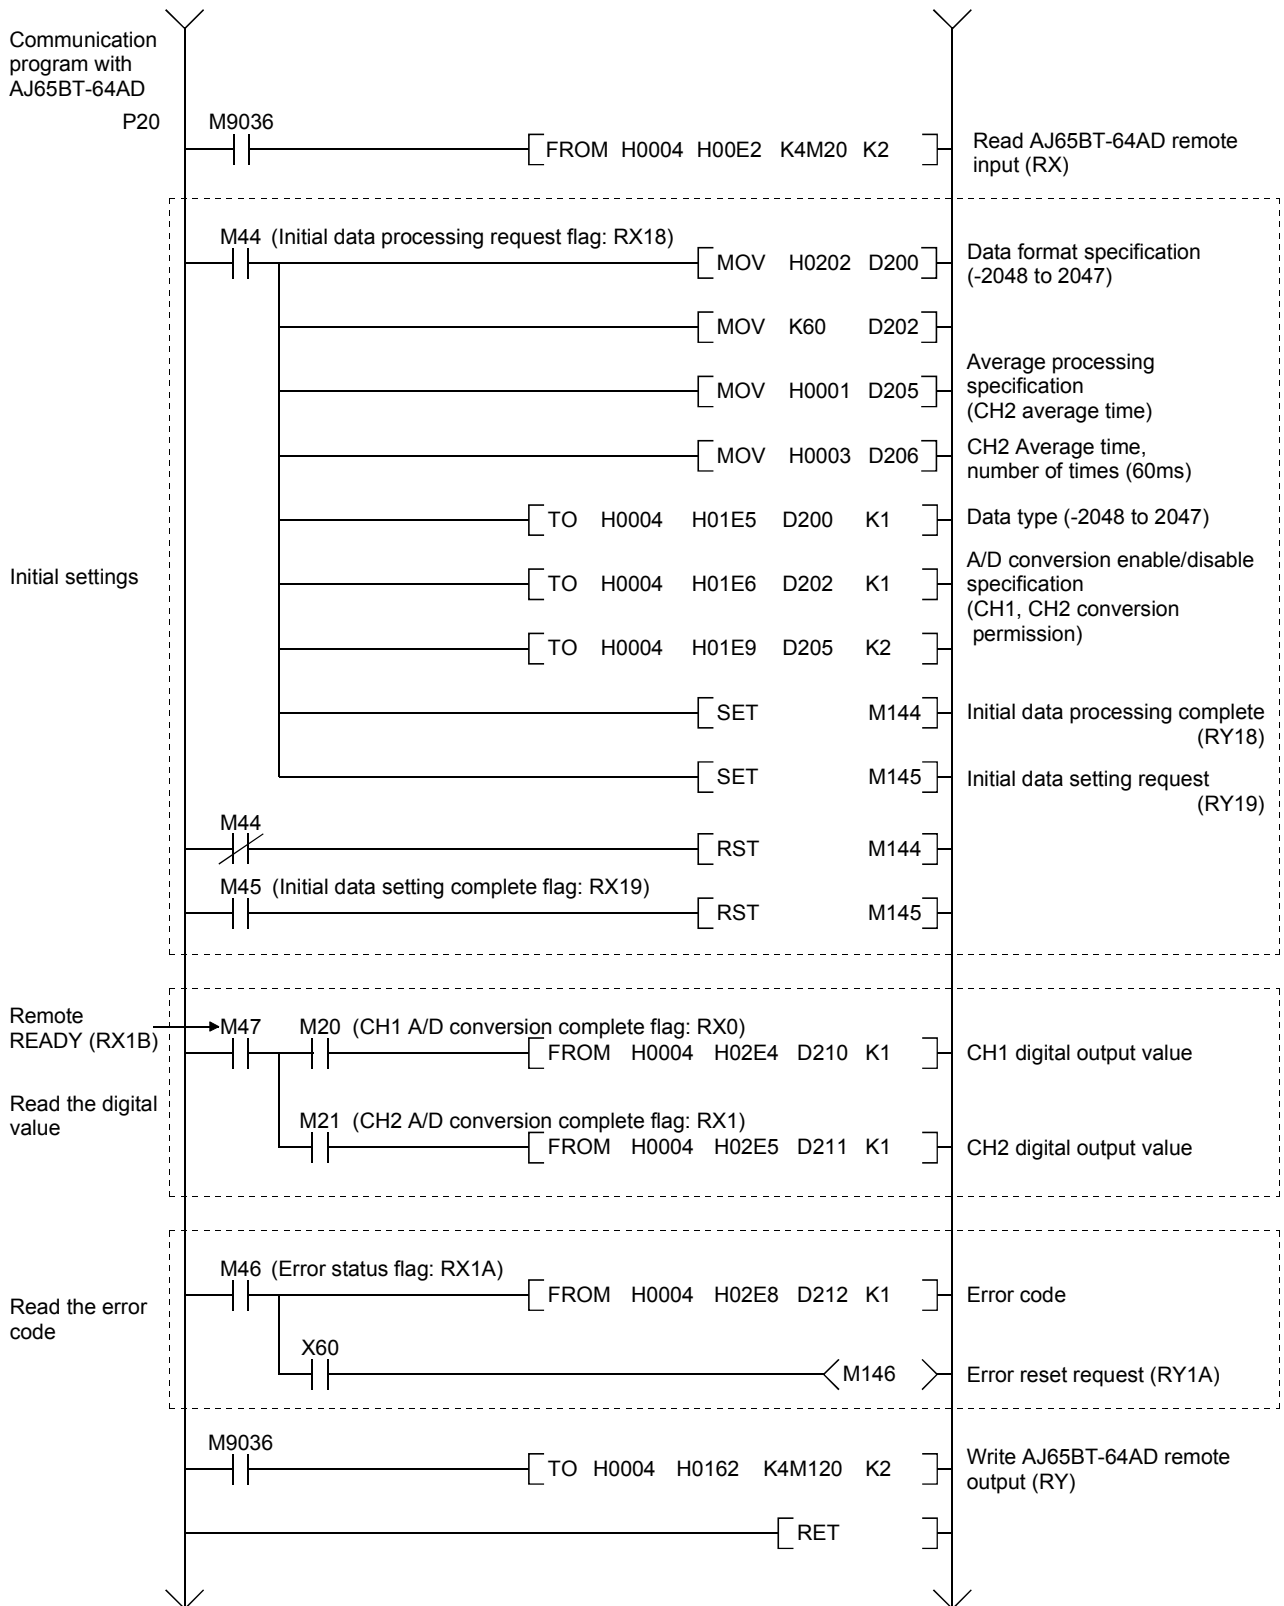 Communication
program with
AJ65BT-64AD
P20
M9036
FROM H0004 H00E2 K4M20 K2
Read AJ65BT-64AD remote
input (RX)
M44 (Initial data processing request flag: RX18)
MOV H0202 D200
Data format specification
(-2048 to 2047)
MOV K60 D202
MOV H0001 D205
Average processing
specification
(CH2 average time)
MOV H0003 D206
CH2 Average time,
number of times (60ms)
TO H0004 H01E5 D200 K1
Data type (-2048 to 2047)
Initial settings
TO H0004 H01E6 D202 K1
A/D conversion enable/disable
specification
(CH1, CH2 conversion
permission)
TO H0004 H01E9 D205 K2
SET M144
Initial data processing complete
(RY18)
SET M145
Initial data setting request
(RY19)
M44
RST M144
M45 (Initial data setting complete flag: RX19)
RST M145
Remote
READY (RX1B)
M47 M20 (CH1 A/D conversion complete flag: RX0)
FROM H0004 H02E4 D210 K1
CH1 digital output value
Read the digital
value
M21 (CH2 A/D conversion complete flag: RX1)
FROM H0004 H02E5 D211 K1
CH2 digital output value
M46 (Error status flag: RX1A)
FROM H0004 H02E8 D212 K1
Error code
Read the error
code
X60
M146
Error reset request (RY1A)
M9036
TO H0004 H0162 K4M120 K2
Write AJ65BT-64AD remote
output (RY)
RET